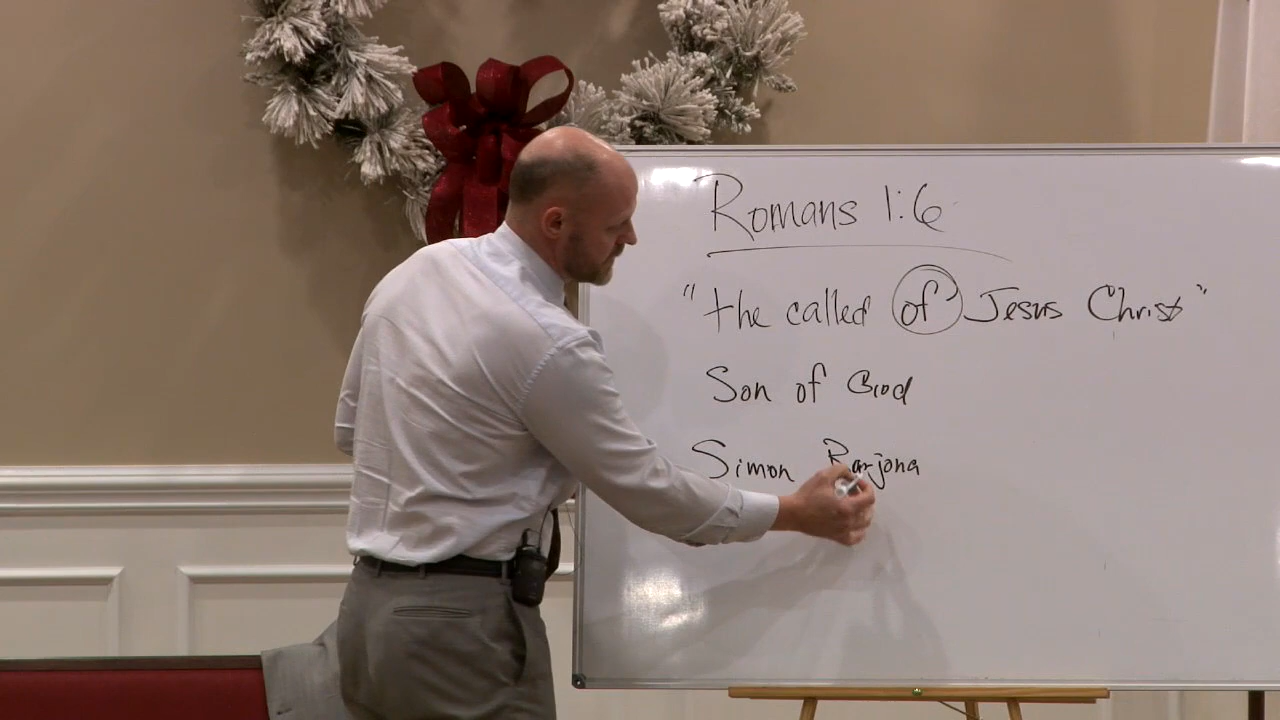 Romans 1:6
"the called of Jesus Christ"
Son of God
Simon Barjona